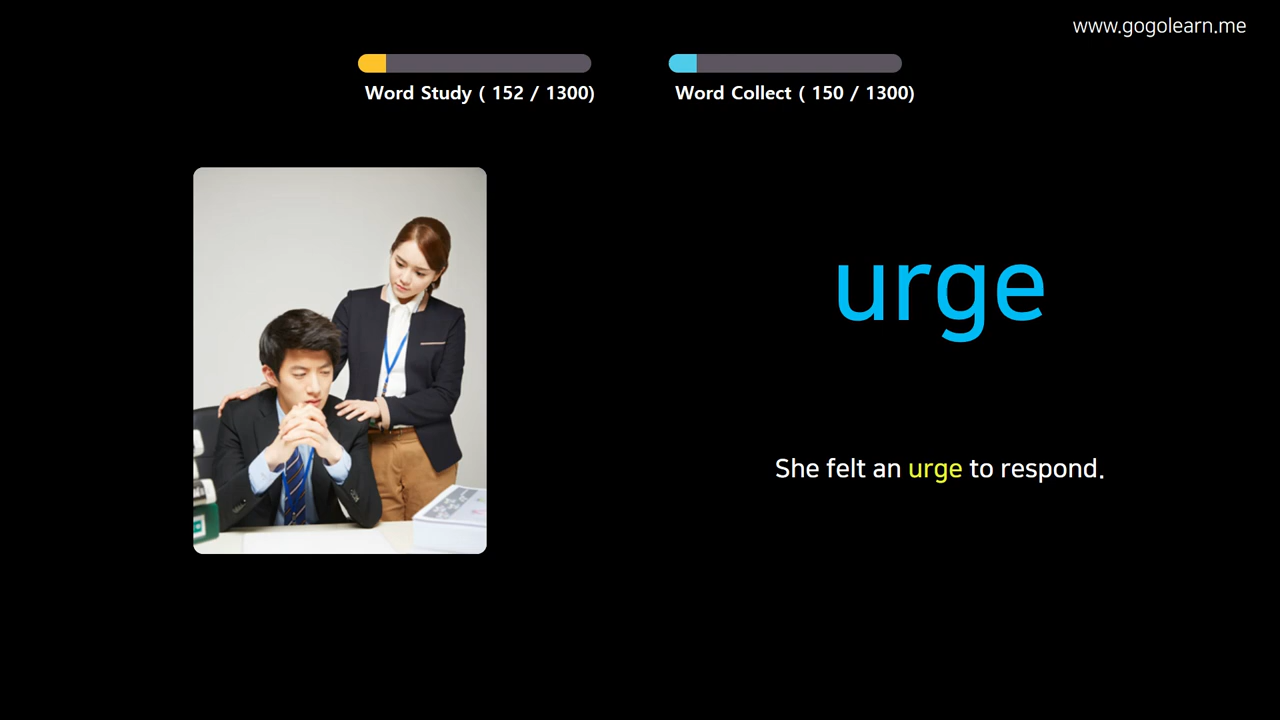 www.gogolearn.me
Word Study ( 152 / 1300)
Word Collect ( 150 / 1300)
urge
She felt an urge to respond.